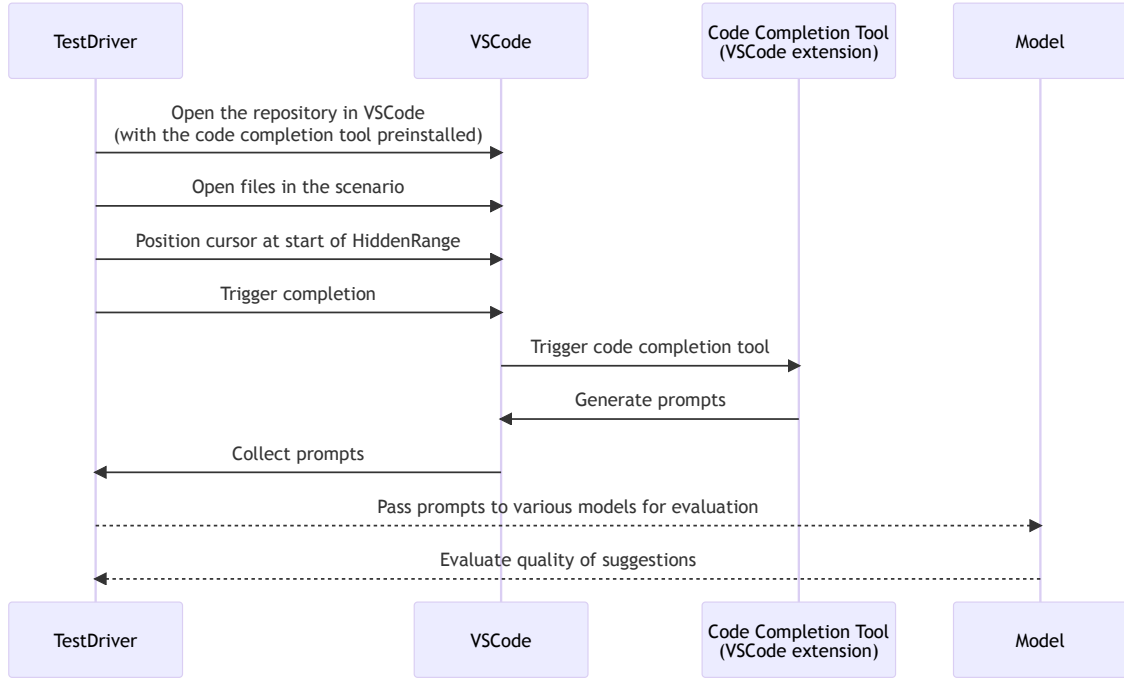 TestDriver
VSCode
Code Completion Tool
(VSCode extension)
Model
Open the repository in VSCode
(with the code completion tool preinstalled)
Open files in the scenario
Position cursor at start of HiddenRange
Trigger completion
Trigger code completion tool
Generate prompts
Collect prompts
Pass prompts to various models for evaluation
Evaluate quality of suggestions
TestDriver
VSCode
Code Completion Tool
(VSCode extension)
Model